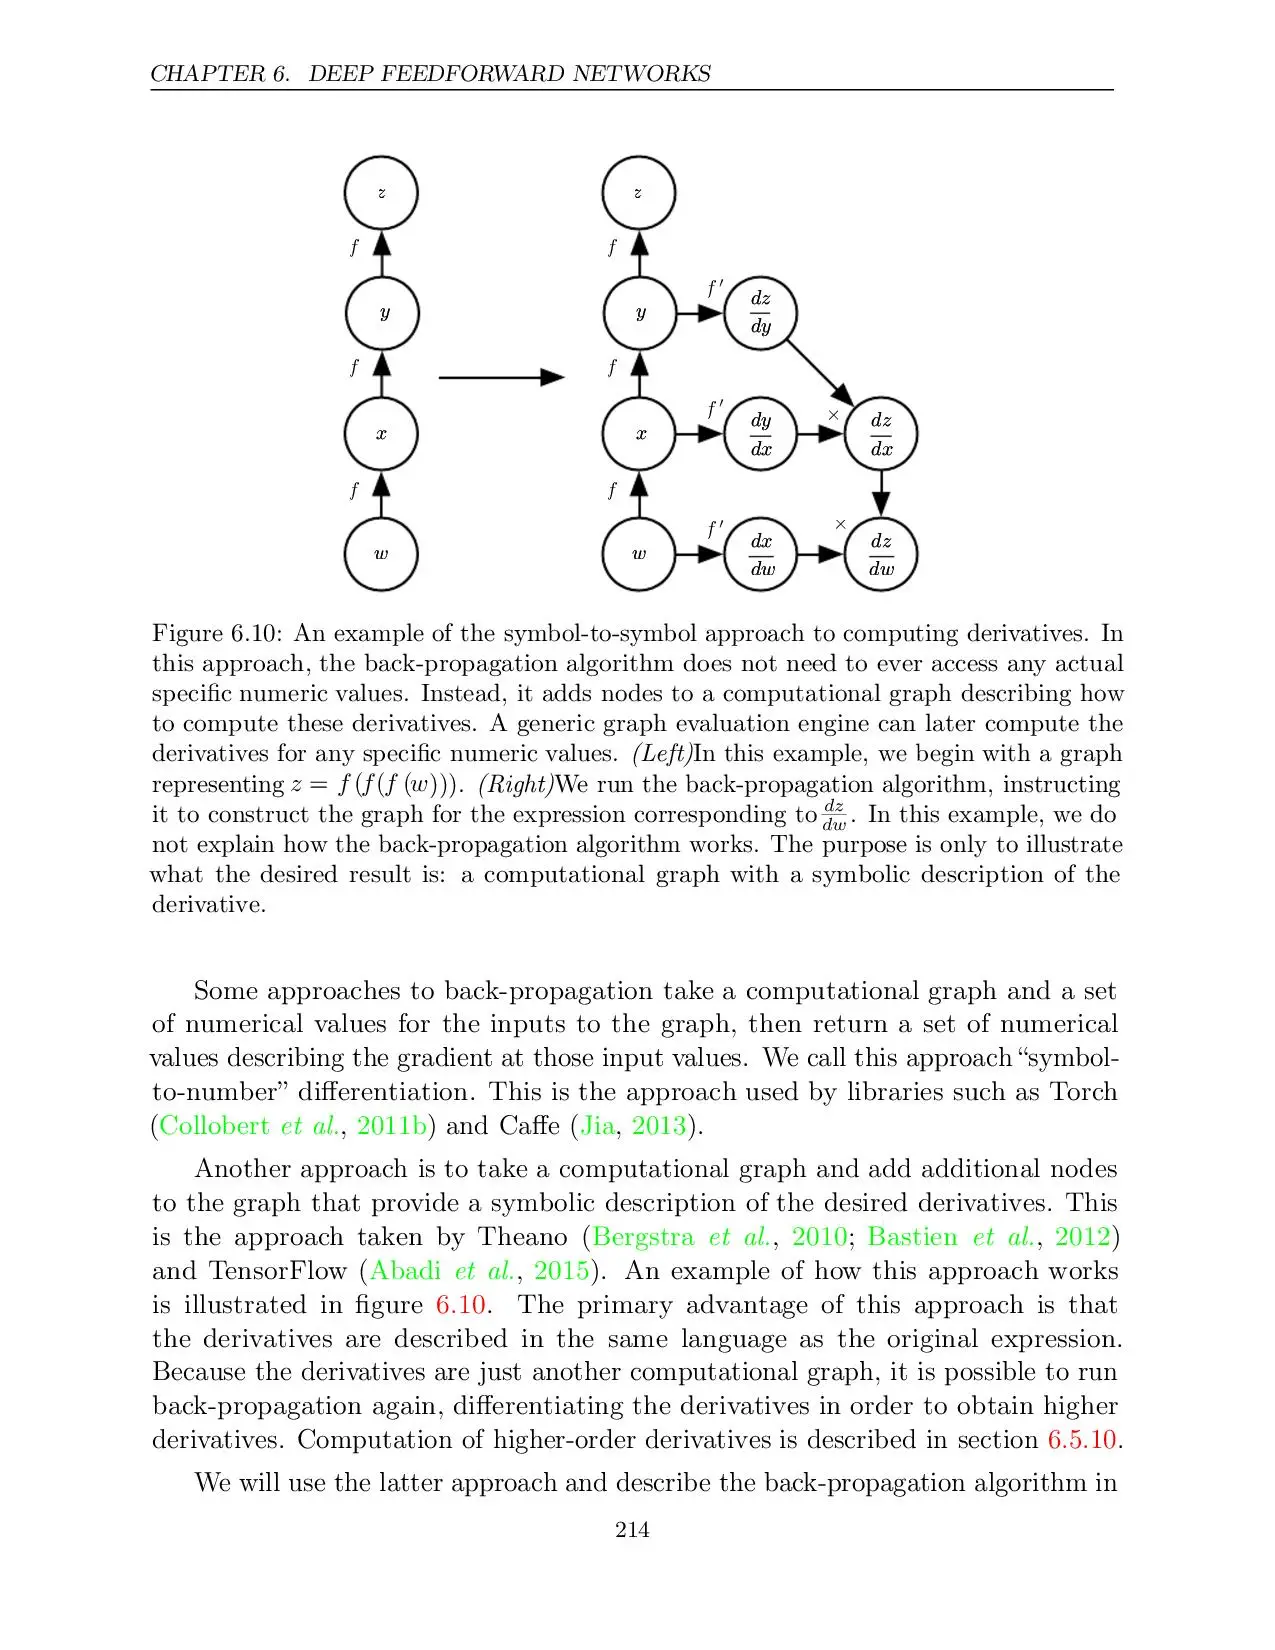 CHAPTER 6. DEEP FEEDFORWARD NETWORKS
z z
f f
y f′ dz/dy
y
f f
x f′ dy/dx × dz/dx
x
f f
w f′ dx/dw × dz/dw
w
Figure 6.10: An example of the symbol-to-symbol approach to computing derivatives. In
this approach, the back-propagation algorithm does not need to ever access any actual
specific numeric values. Instead, it adds nodes to a computational graph describing how
to compute these derivatives. A generic graph evaluation engine can later compute the
derivatives for any specific numeric values. (Left)In this example, we begin with a graph
representing z = f(f(f(w))). (Right)We run the back-propagation algorithm, instructing
it to construct the graph for the expression corresponding to dz/dw. In this example, we do
not explain how the back-propagation algorithm works. The purpose is only to illustrate
what the desired result is: a computational graph with a symbolic description of the
derivative.
Some approaches to back-propagation take a computational graph and a set
of numerical values for the inputs to the graph, then return a set of numerical
values describing the gradient at those input values. We call this approach “symbol-
to-number” differentiation. This is the approach used by libraries such as Torch
(Collobert et al., 2011b) and Caffe (Jia, 2013).
Another approach is to take a computational graph and add additional nodes
to the graph that provide a symbolic description of the desired derivatives. This
is the approach taken by Theano (Bergstra et al., 2010; Bastien et al., 2012)
and TensorFlow (Abadi et al., 2015). An example of how this approach works
is illustrated in figure 6.10. The primary advantage of this approach is that
the derivatives are described in the same language as the original expression.
Because the derivatives are just another computational graph, it is possible to run
back-propagation again, differentiating the derivatives in order to obtain higher
derivatives. Computation of higher-order derivatives is described in section 6.5.10.
We will use the latter approach and describe the back-propagation algorithm in
214